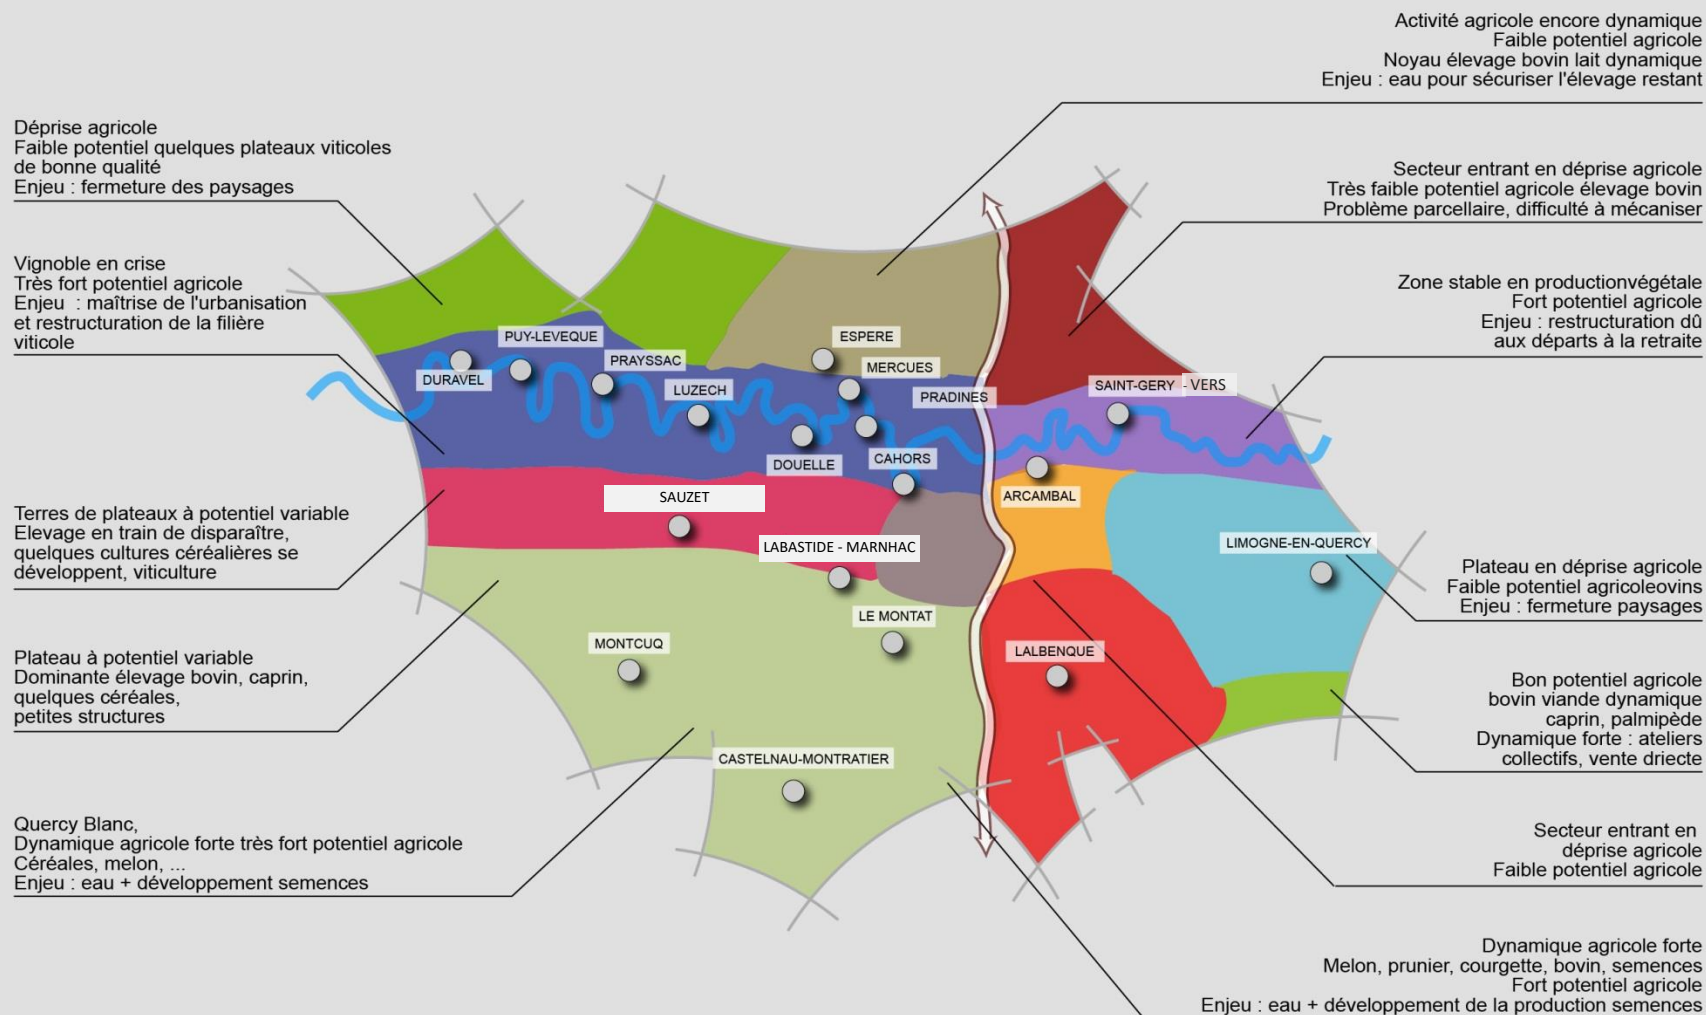 Activité agricole encore dynamique
Faible potentiel agricole
Noyau élevage bovin lait dynamique
Enjeu : eau pour sécuriser l'élevage restant
Déprise agricole
Faible potentiel quelques plateaux viticoles
de bonne qualité
Enjeu : fermeture des paysages
Secteur entrant en déprise agricole
Très faible potentiel agricole élevage bovin
Problème parcellaire, difficulté à mécaniser
Vignoble en crise
Très fort potentiel agricole
Enjeu : maîtrise de l'urbanisation
et restructuration de la filière
viticole
Zone stable en productionvégétale
Fort potentiel agricole
Enjeu : restructuration dû
aux départs à la retraite
PUY-LEVEQUE
ESPERE
PRAYSSAC
MERCUES
DURAVEL
LUZECH
PRADINES
SAINT-GERY - VERS
DOUELLE
CAHORS
SAUZET
ARCAMBAL
LABASTIDE - MARNHAC
LIMOGNE-EN-QUERCY
LE MONTAT
MONTCUQ
LALBENQUE
CASTELNAU-MONTRATIER
Terres de plateaux à potentiel variable
Elevage en train de disparaître,
quelques cultures céréalières se
développent, viticulture
Plateau en déprise agricole
Faible potentiel agricoleovins
Enjeu : fermeture paysages
Plateau à potentiel variable
Dominante élevage bovin, caprin,
quelques céréales,
petites structures
Bon potentiel agricole
bovin viande dynamique
caprin, palmipède
Dynamique forte : ateliers
collectifs, vente driecte
Quercy Blanc,
Dynamique agricole forte très fort potentiel agricole
Céréales, melon, ...
Enjeu : eau + développement semences
Secteur entrant en
déprise agricole
Faible potentiel agricole
Dynamique agricole forte
Melon, prunier, courgette, bovin, semences
Fort potentiel agricole
Enjeu : eau + développement de la production semences